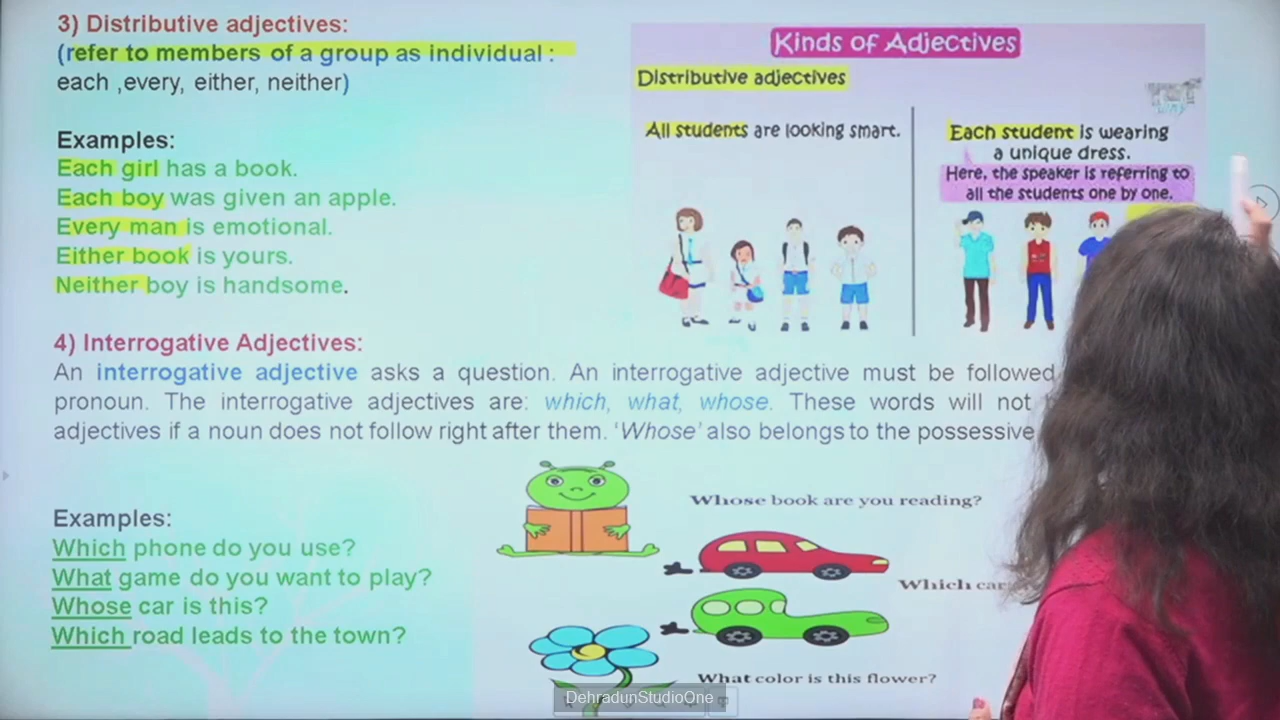 3) Distributive adjectives:
(refer to members of a group as individual :
each ,every, either, neither)
Examples:
Each girl has a book.
Each boy was given an apple.
Every man is emotional.
Either book is yours.
Neither boy is handsome.
Kinds of Adjectives
Distributive adjectives
All students are looking smart.
Each student is wearing
a unique dress.
Here, the speaker is referring to
all the students one by one.
4) Interrogative Adjectives:
An interrogative adjective asks a question. An interrogative adjective must be followed
pronoun. The interrogative adjectives are: which, what, whose. These words will not
adjectives if a noun does not follow right after them. ‘Whose’ also belongs to the possessive
Examples:
Which phone do you use?
What game do you want to play?
Whose car is this?
Which road leads to the town?
Whose book are you reading?
Which car
What color is this flower?
DehradunStudioOne